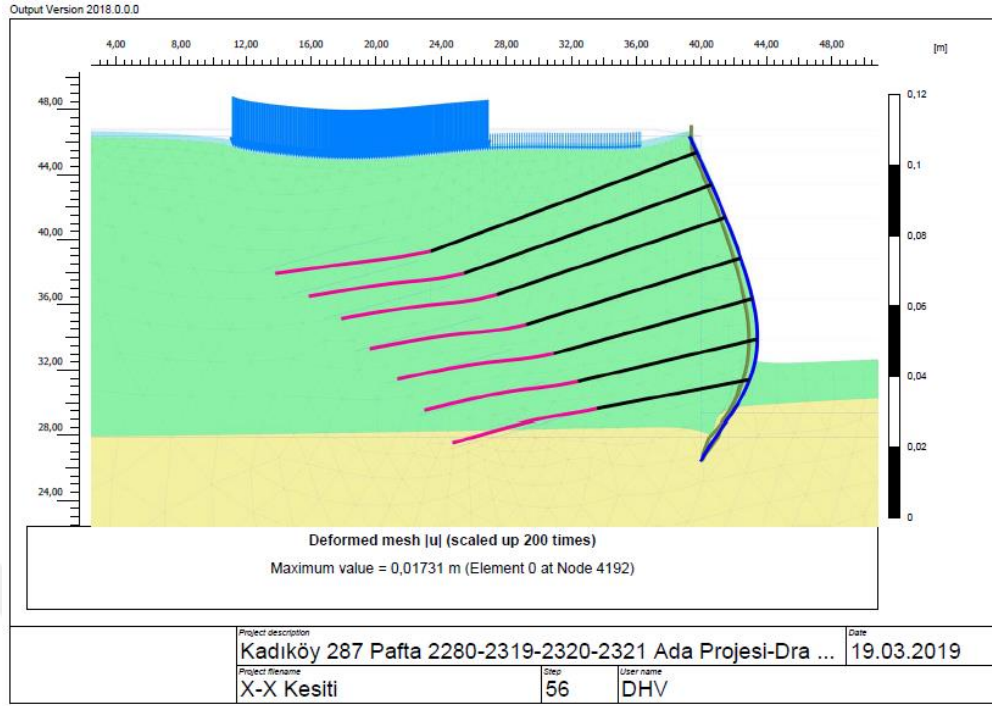 Output Version 2018.0.0.0
4,00 8,00 12,00 16,00 20,00 24,00 28,00 32,00 36,00 40,00 44,00 48,00
[m]
48,00
44,00
40,00
36,00
32,00
28,00
24,00
0,12
0,1
0,08
0,06
0,04
0,02
0
Deformed mesh |u| (scaled up 200 times)
Maximum value = 0,01731 m (Element 0 at Node 4192)
Project description
Kadıköy 287 Pafta 2280-2319-2320-2321 Ada Projesi-Dra ...
Date
19.03.2019
Project filename
X-X Kesiti
Step
56
User name
DHV